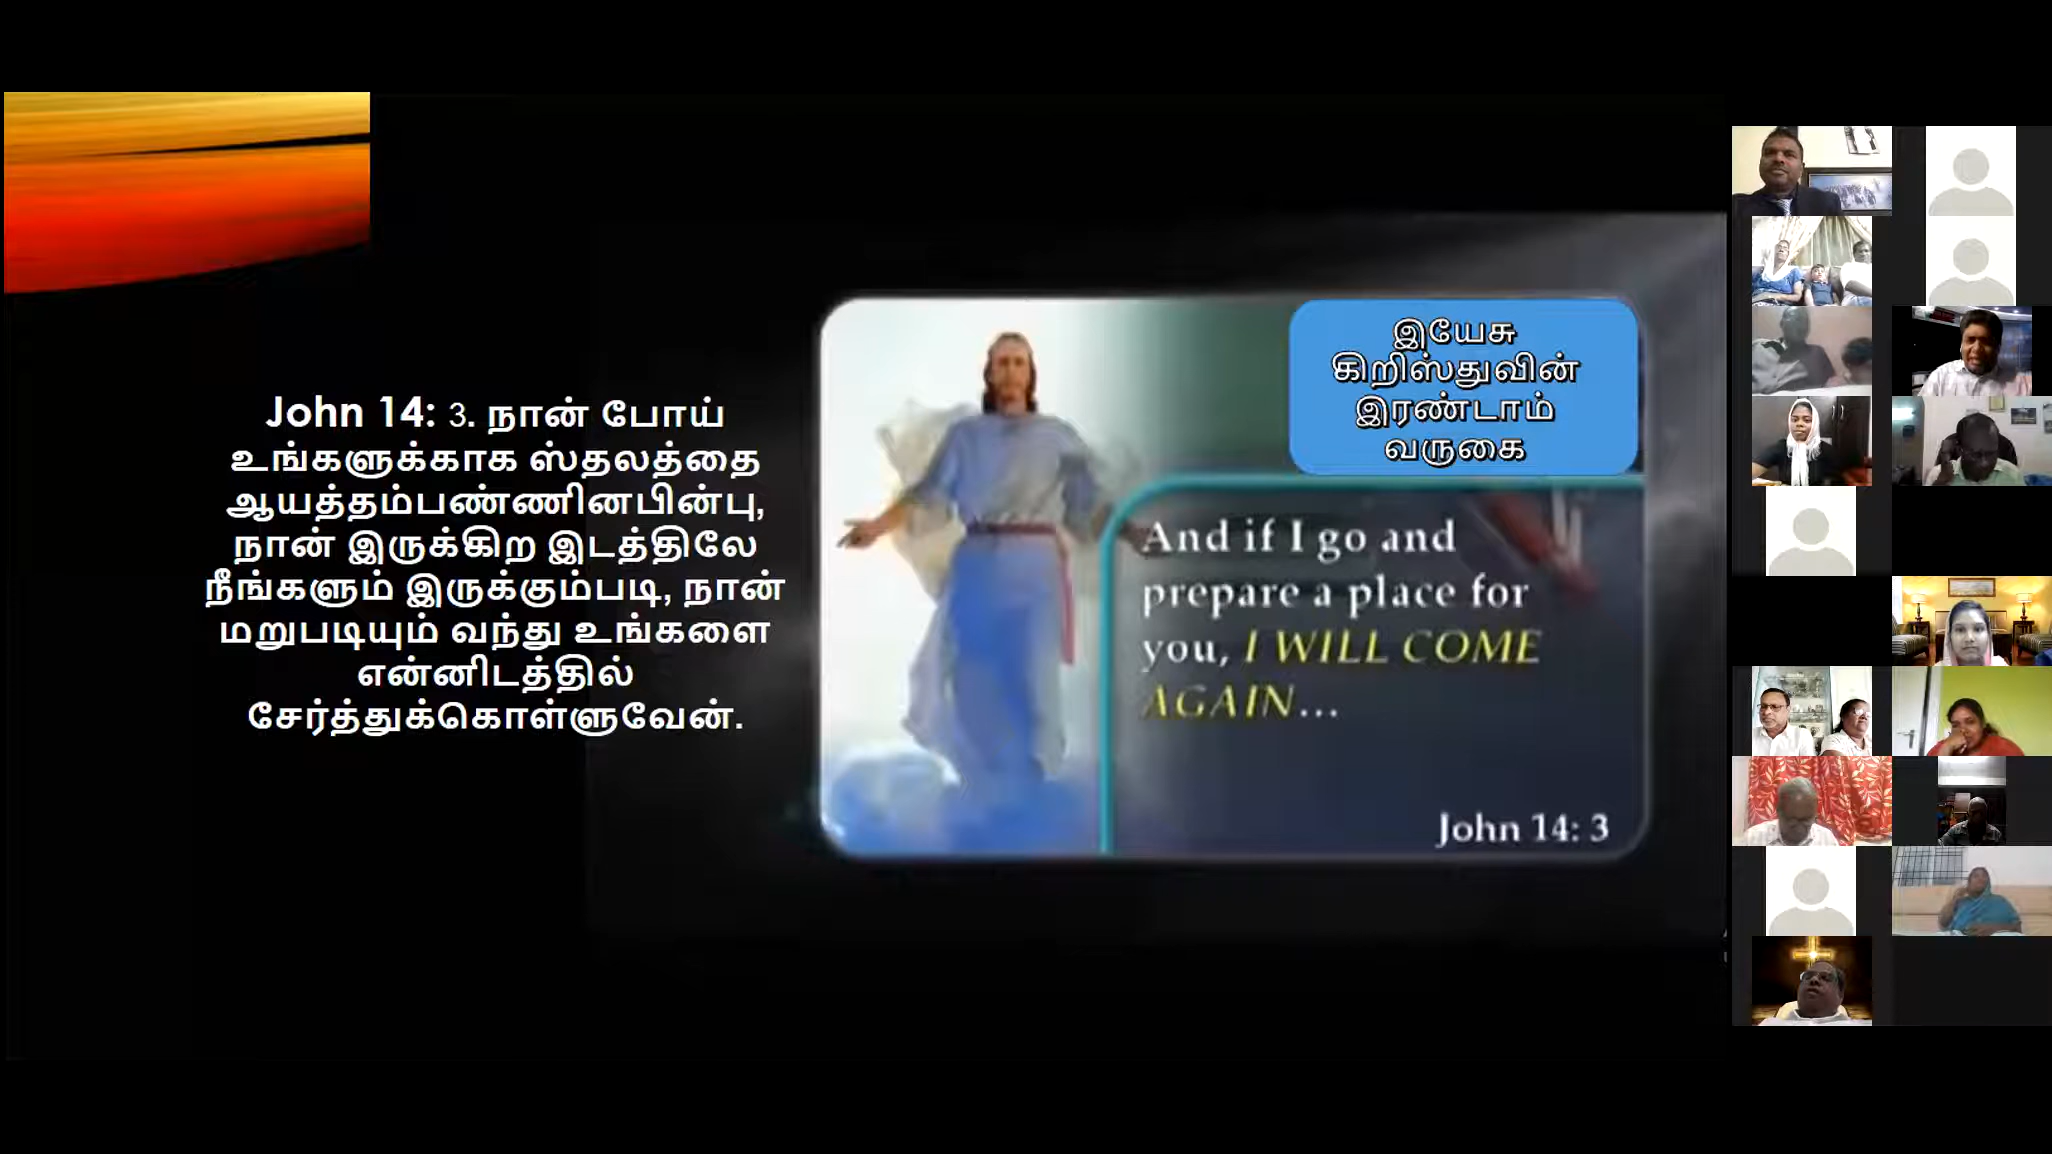 John 14: 3. நான் போய்
உங்களுக்காக ஸ்தலத்தை
ஆயத்தம்பண்ணினபின்பு,
நான் இருக்கிற இடத்திலே
நீங்களும் இருக்கும்படி, நான்
மறுபடியும் வந்து உங்களை
என்னிடத்தில்
சேர்த்துக்கொள்ளுவேன்.
இயேசு
கிறிஸ்துவின்
இரண்டாம்
வருகை
And if I go and
prepare a place for
you, I WILL COME
AGAIN...
John 14: 3